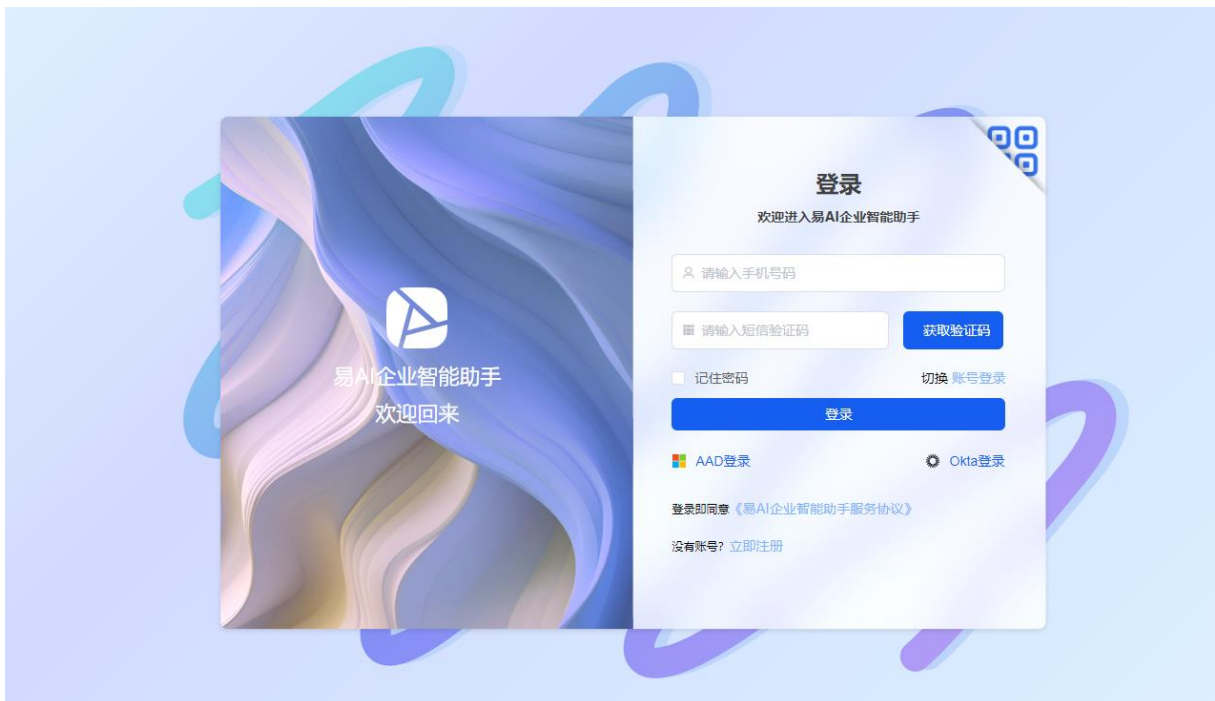 易AI企业智能助手
欢迎回来
登录
欢迎进入易AI企业智能助手
请输入手机号码
请输入短信验证码 获取验证码
记住密码 切换 账号登录
登录
AAD登录 Okta登录
登录即同意《易AI企业智能助手服务协议》
没有账号? 立即注册